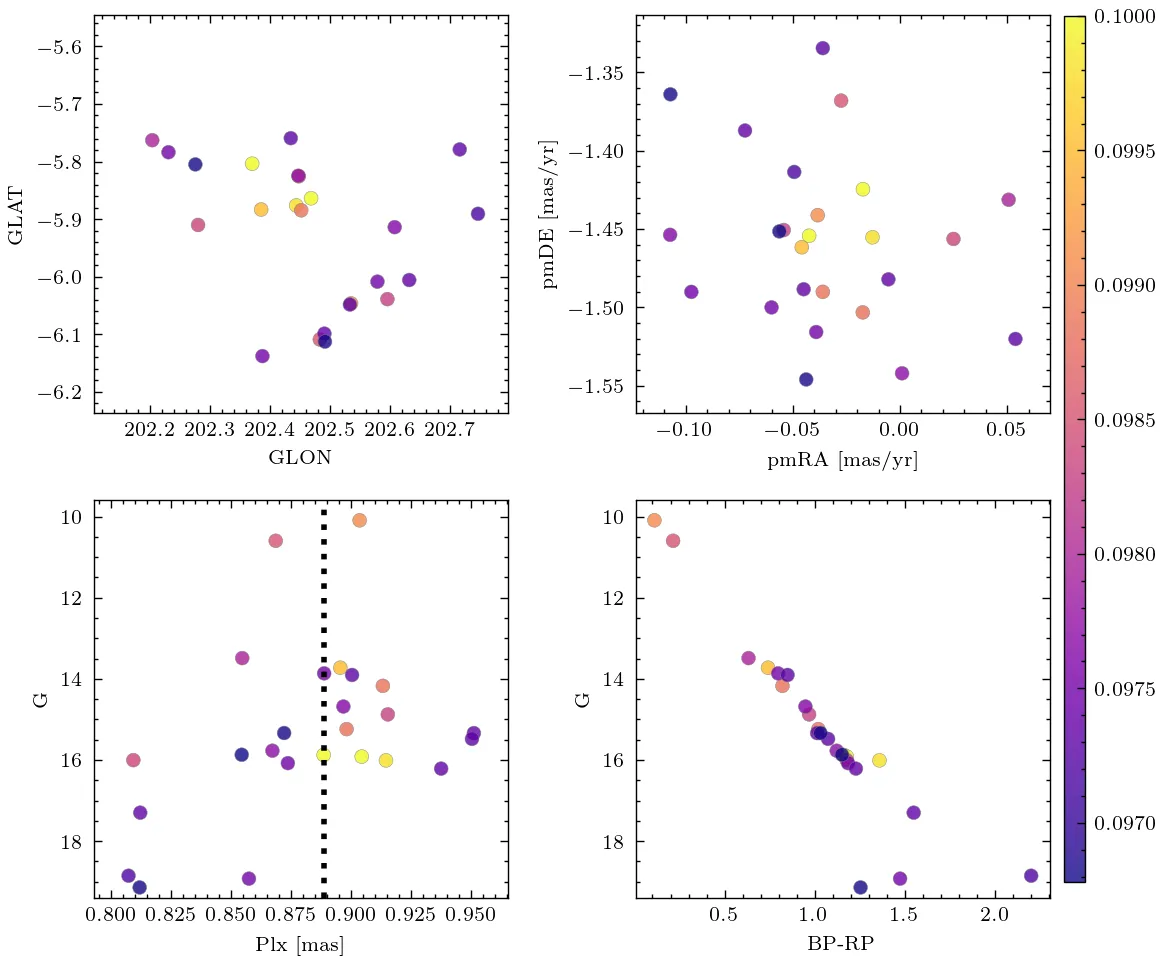 −5.6
−5.7
−5.8
−5.9
−6.0
−6.1
−6.2
GLAT
202.2 202.3 202.4 202.5 202.6 202.7
GLON
−1.35
−1.40
−1.45
−1.50
−1.55
pmDE [mas/yr]
−0.10 −0.05 0.00 0.05
pmRA [mas/yr]
10
12
14
16
18
G
0.800 0.825 0.850 0.875 0.900 0.925 0.950
Plx [mas]
10
12
14
16
18
G
0.5 1.0 1.5 2.0
BP-RP
0.1000
0.0995
0.0990
0.0985
0.0980
0.0975
0.0970